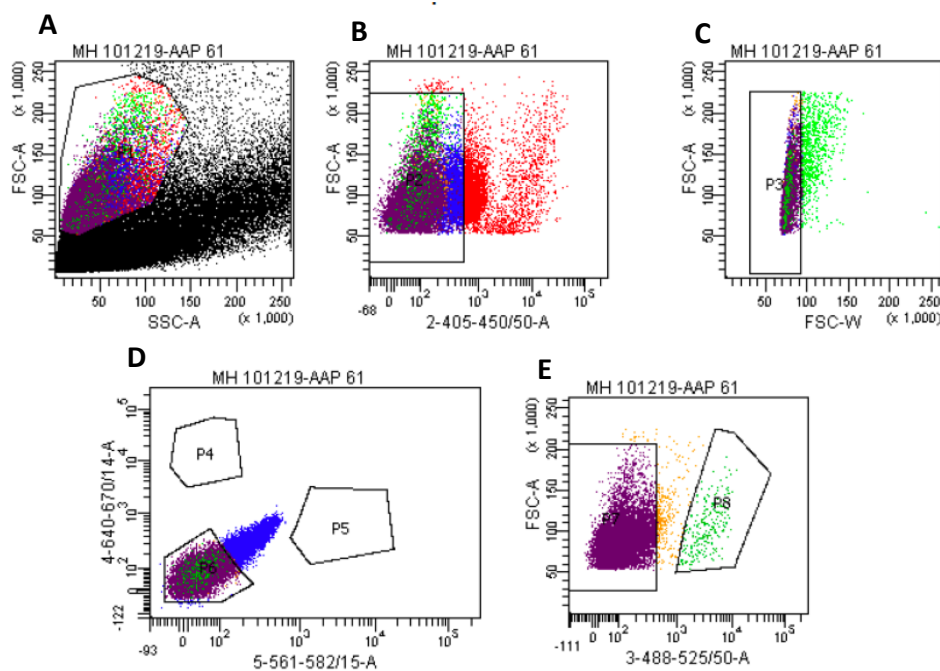 A
MH 101219-AAP 61
FSC-A
(x 1,000)
50 100 150 200 250
50 100 150 200 250
SSC-A
(x 1,000)
B
MH 101219-AAP 61
FSC-A
(x 1,000)
50 100 150 200 250
P2
-68
10² 10³ 10⁴ 10⁵
2-405-450/50-A
C
MH 101219-AAP 61
FSC-A
(x 1,000)
50 100 150 200 250
P3
50 100 150 200 250
FSC-W
(x 1,000)
D
MH 101219-AAP 61
4-640-670/14-A
-122 0 10² 10³ 10⁴ 10⁵
P4
P5
P6
-93
0 10² 10³ 10⁴ 10⁵
5-561-582/15-A
E
MH 101219-AAP 61
FSC-A
(x 1,000)
50 100 150 200 250
P7
P8
-111
0 10² 10³ 10⁴ 10⁵
3-488-525/50-A